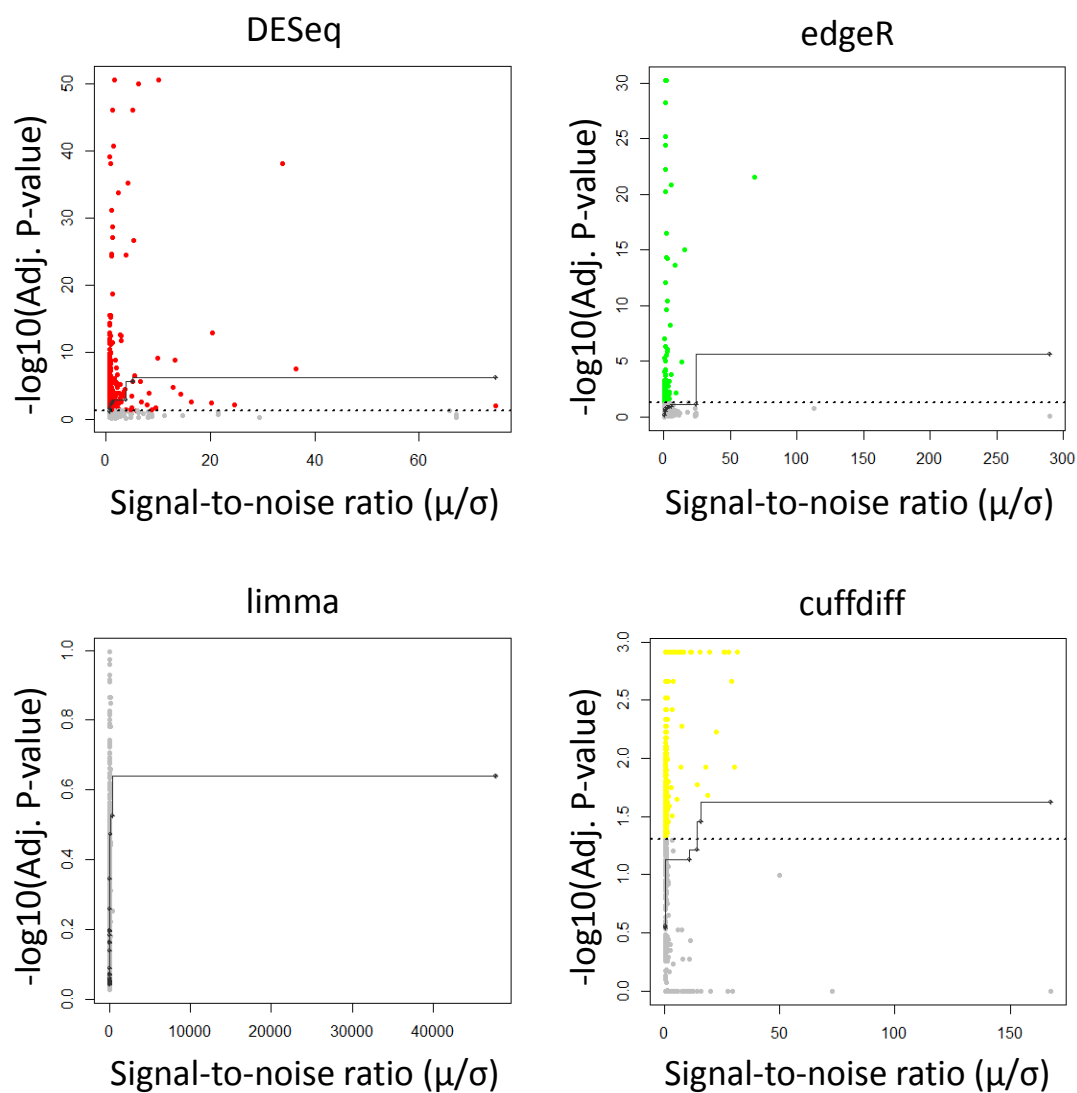 DESeq
-log10(Adj. P-value)
0 10 20 30 40 50
0 20 40 60
Signal-to-noise ratio (μ/σ)
edgeR
-log10(Adj. P-value)
0 5 10 15 20 25 30
0 50 100 150 200 250 300
Signal-to-noise ratio (μ/σ)
limma
-log10(Adj. P-value)
0.0 0.2 0.4 0.6 0.8 1.0
0 10000 20000 30000 40000
Signal-to-noise ratio (μ/σ)
cuffdiff
-log10(Adj. P-value)
0.0 0.5 1.0 1.5 2.0 2.5 3.0
0 50 100 150
Signal-to-noise ratio (μ/σ)